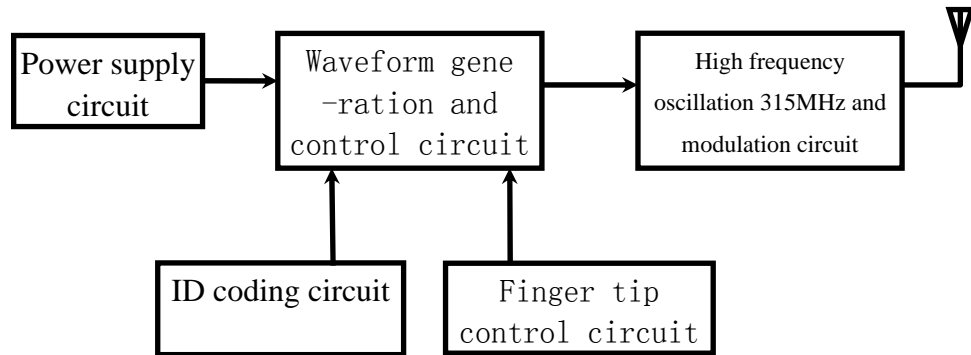 Power supply
circuit
Waveform gene
-ration and
control circuit
High frequency
oscillation 315MHz and
modulation circuit
ID coding circuit
Finger tip
control circuit